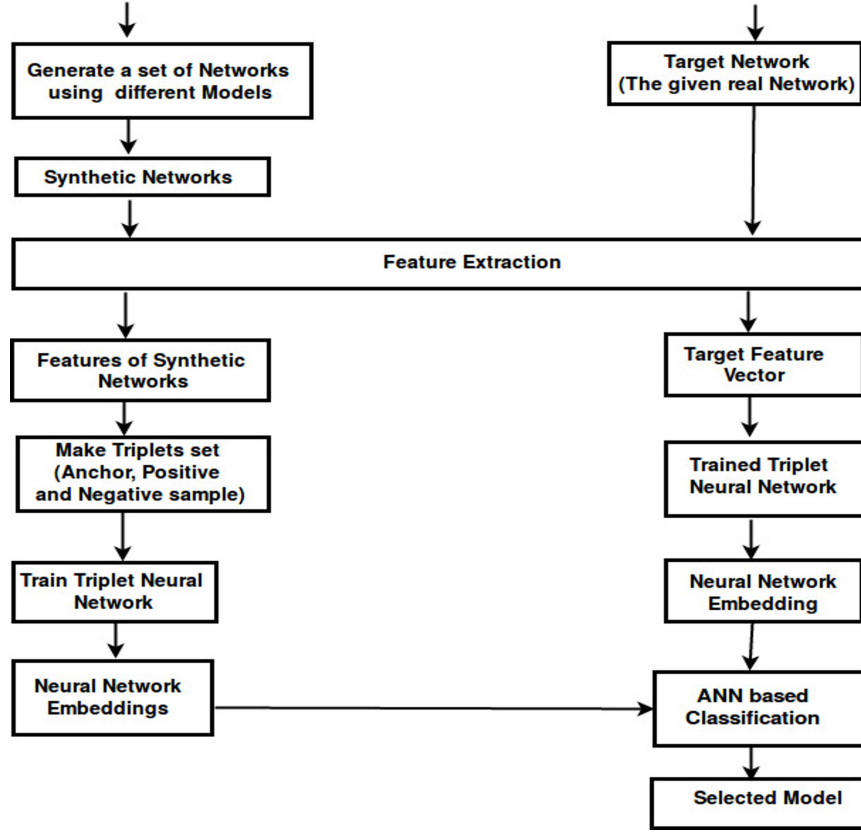 Generate a set of Networks
using different Models
Target Network
(The given real Network)
Synthetic Networks
Feature Extraction
Features of Synthetic
Networks
Target Feature
Vector
Make Triplets set
(Anchor, Positive
and Negative sample)
Trained Triplet
Neural Network
Train Triplet Neural
Network
Neural Network
Embedding
Neural Network
Embeddings
ANN based
Classification
Selected Model